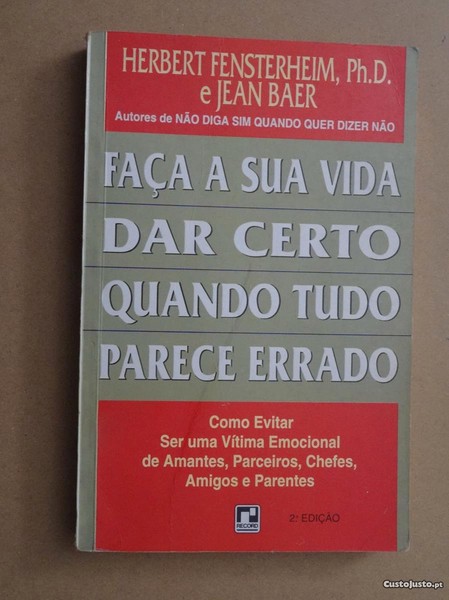 HERBERT FENSTERHEIM, Ph.D.
e JEAN BAER
Autores de NÃO DIGA SIM QUANDO QUER DIZER NÃO
FAÇA A SUA VIDA
DAR CERTO
QUANDO TUDO
PARECE ERRADO
Como Evitar
Ser uma Vítima Emocional
de Amantes, Parceiros, Chefes,
Amigos e Parentes
RECORD
2ª EDIÇÃO
CustoJusto.pt